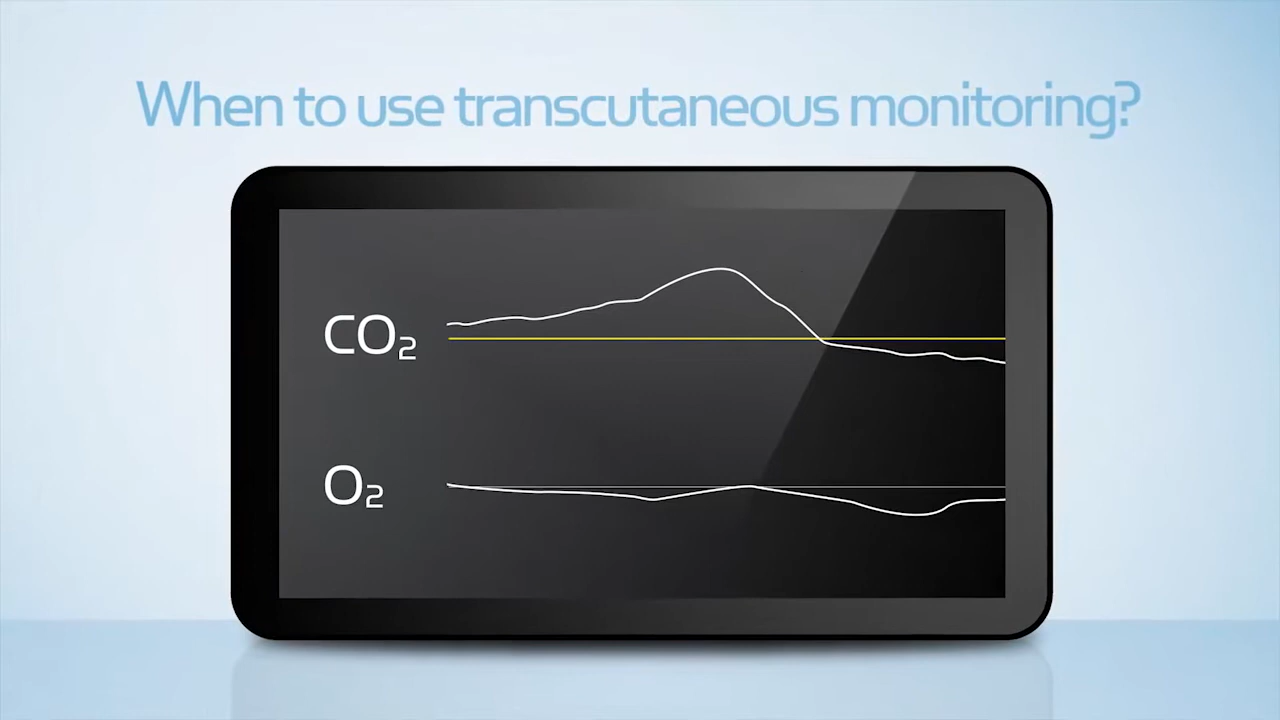 When to use transcutaneous monitoring?
CO₂
O₂